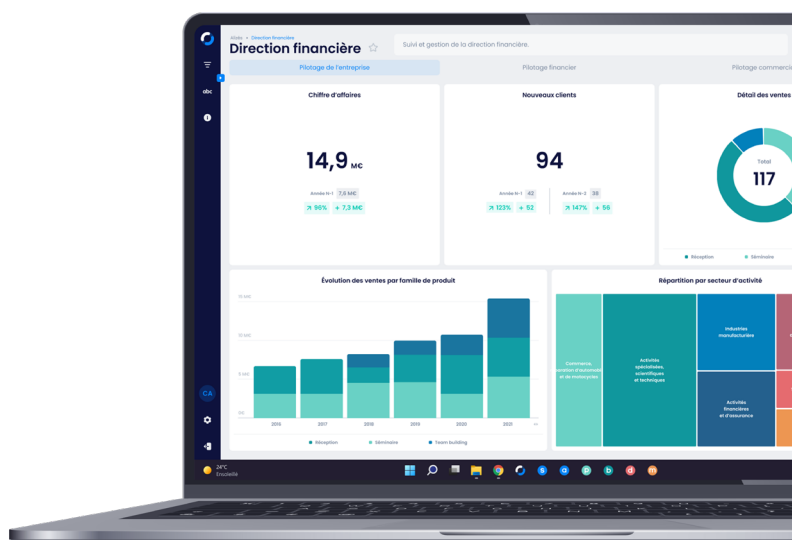 Direction financière
Direction financière
Suivi et gestion de la direction financière.
Pilotage de l'entreprise
Pilotage financier
Pilotage commerci
abc
Chiffre d'affaires
14,9 M€
Année N-1 7,6 M€
96% + 7,3 M€
Nouveaux clients
94
Année N-1 42
Année N-2 38
123% + 52
147% + 56
Détail des ventes
Total
117
Réception
Séminaire
Évolution des ventes par famille de produit
15 M€
10 M€
5 M€
2016
2017
2018
2019
2020
2021
Réception
Séminaire
Team building
Répartition par secteur d'activité
Commerce,
et de motocycles
Activités
spécialisées,
scientifiques
et techniques
Industries
manufacturière
Activités
financières
et d'assurance
CA
24°C
Ensoleillé
s
a
p
b
d
m